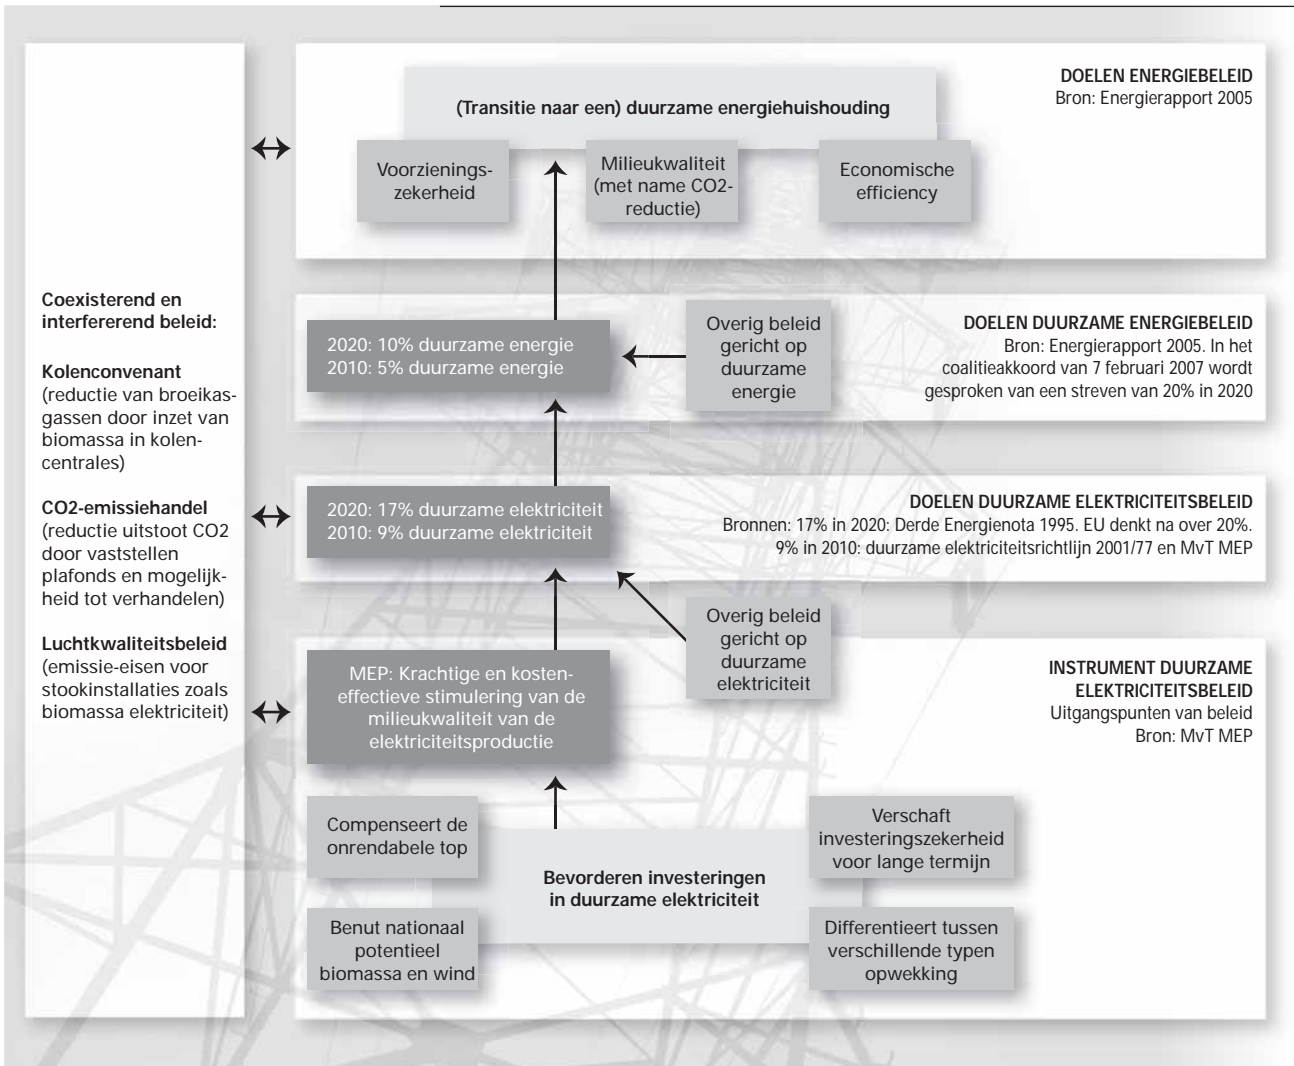 Coexisterend en
interfererend beleid:
Kolenconvenant
(reductie van broeikas-
gassen door inzet van
biomassa in kolen-
centrales)
CO2-emissiehandel
(reductie uitstoot CO2
door vaststellen
plafonds en mogelijk-
heid tot verhandelen)
Luchtkwaliteitsbeleid
(emissie-eisen voor
stookinstallaties zoals
biomassa elektriciteit)
DOELEN ENERGIEBELEID
Bron: Energierapport 2005
(Transitie naar een) duurzame energiehuishouding
Voorzienings-
zekerheid
Milieukwaliteit
(met name CO2-
reductie)
Economische
efficiency
2020: 10% duurzame energie
2010: 5% duurzame energie
Overig beleid
gericht op
duurzame
energie
DOELEN DUURZAME ENERGIEBELEID
Bron: Energierapport 2005. In het
coalitieakkoord van 7 februari 2007 wordt
gesproken van een streven van 20% in 2020
2020: 17% duurzame elektriciteit
2010: 9% duurzame elektriciteit
DOELEN DUURZAME ELEKTRICITEITSBELEID
Bronnen: 17% in 2020: Derde Energienota 1995. EU denkt na over 20%.
9% in 2010: duurzame elektriciteitsrichtlijn 2001/77 en MvT MEP
Overig beleid
gericht op
duurzame
elektriciteit
MEP: Krachtige en kosten-
effectieve stimulering van de
milieukwaliteit van de
elektriciteitsproductie
INSTRUMENT DUURZAME
ELEKTRICITEITSBELEID
Uitgangspunten van beleid
Bron: MvT MEP
Compenseert de
onrendabele top
Verschaft
investeringszekerheid
voor lange termijn
Bevorderen investeringen
in duurzame elektriciteit
Benut nationaal
potentieel
biomassa en wind
Differentieert tussen
verschillende typen
opwekking